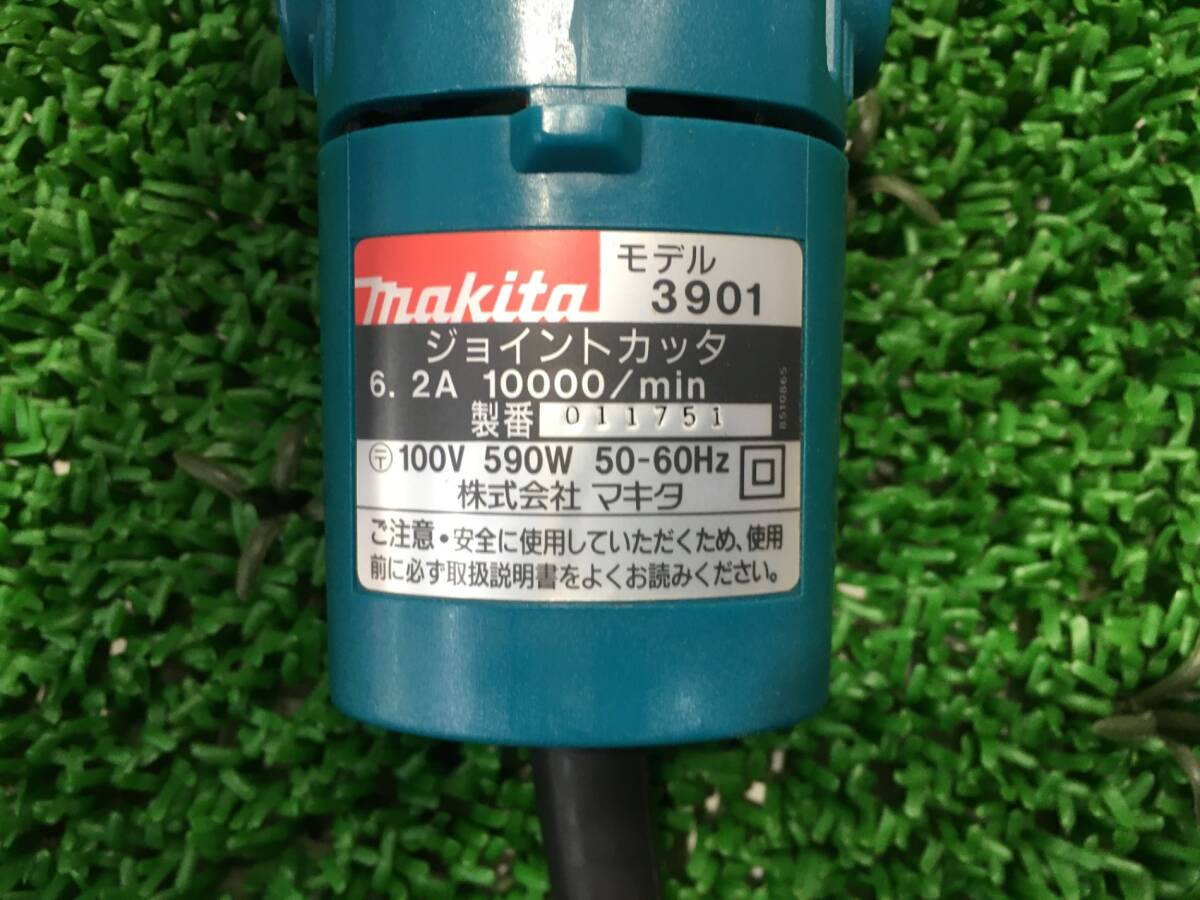 makita
モデル
3901
ジョイントカッタ
6.2A 10000/min
製番 011751
8510865
〒 100V 590W 50-60Hz
株式会社 マキタ
ご注意・安全に使用していただくため、使用
前に必ず取扱説明書をよくお読みください。